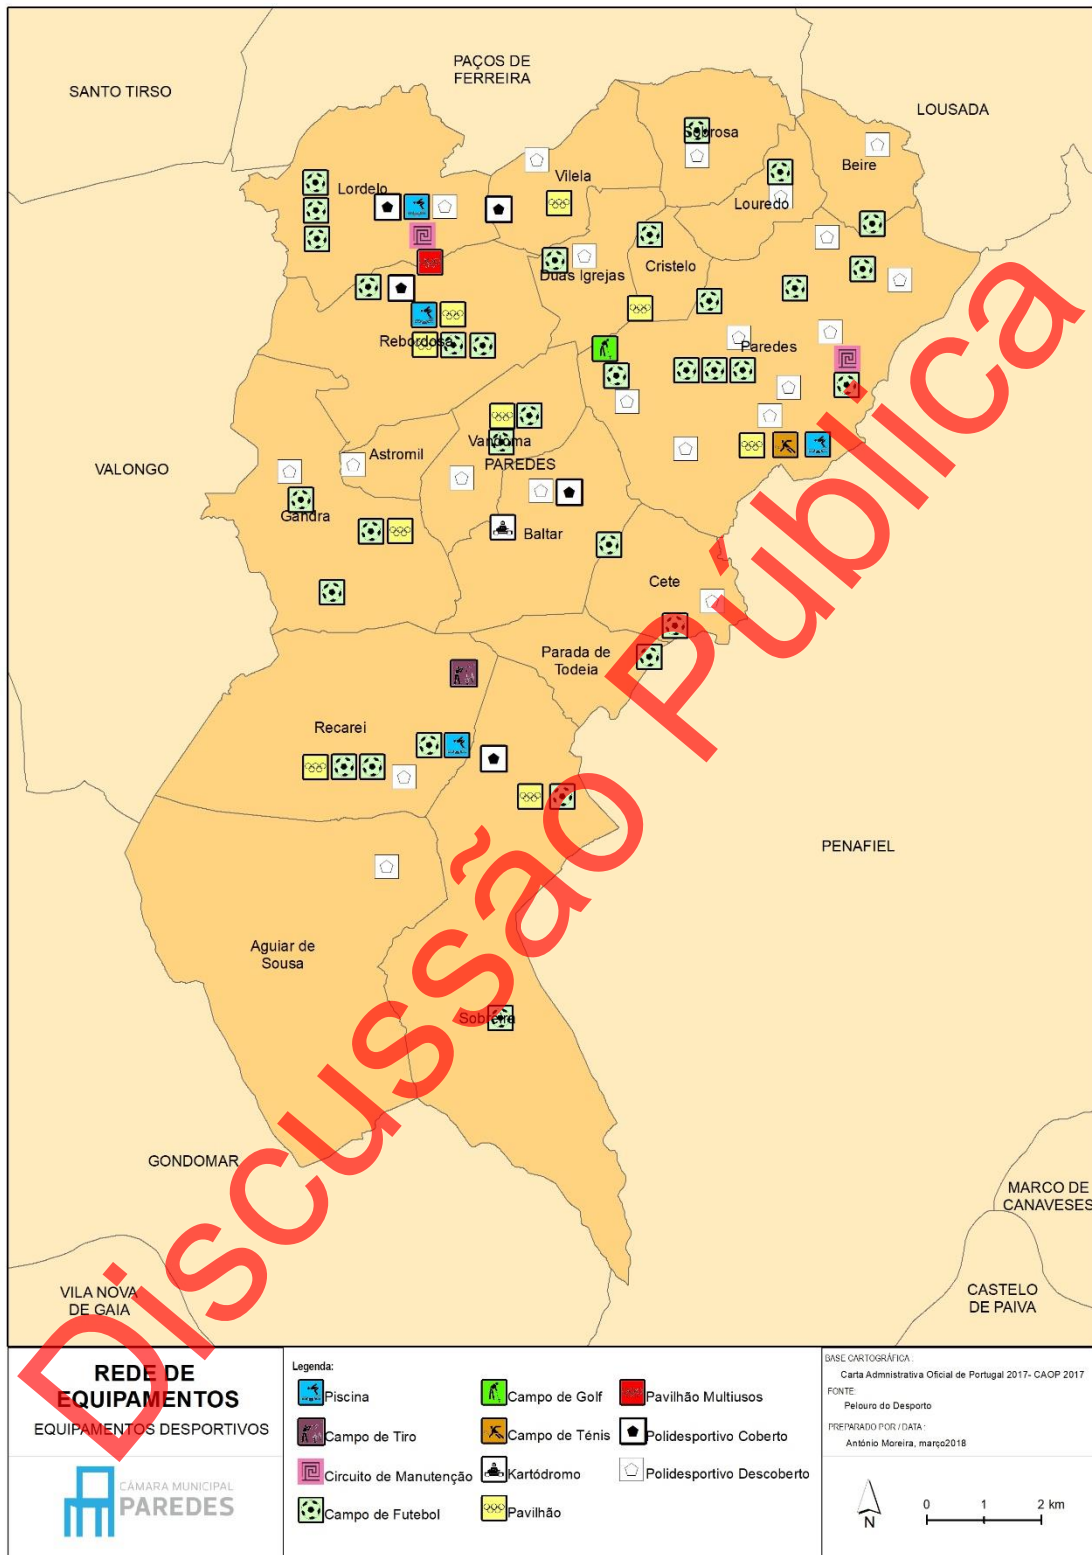 PAÇOS DE
FERREIRA
SANTO TIRSO
LOUSADA
Sobrosa
Beire
Vilela
Lordelo
Louredo
Duas Igrejas
Cristelo
Rebordosa
Paredes
Vandoma
Astromil
PAREDES
VALONGO
Gandra
Baltar
Cete
Parada de
Todeia
Recarei
PENAFIEL
Aguiar de
Sousa
Sobreira
GONDOMAR
MARCO DE
CANAVESES
VILA NOVA
DE GAIA
CASTELO
DE PAIVA
Discussão Pública
REDE DE
EQUIPAMENTOS
EQUIPAMENTOS DESPORTIVOS
CÂMARA MUNICIPAL
PAREDES
Legenda:
Piscina
Campo de Tiro
Circuito de Manutenção
Campo de Futebol
Campo de Golf
Campo de Ténis
Kartódromo
Pavilhão
Pavilhão Multiusos
Polidesportivo Coberto
Polidesportivo Descoberto
BASE CARTOGRÁFICA:
Carta Admnistrativa Oficial de Portugal 2017- CAOP 2017
FONTE:
Pelouro do Desporto
PREPARADO POR / DATA:
António Moreira, março2018
N
0 1 2 km